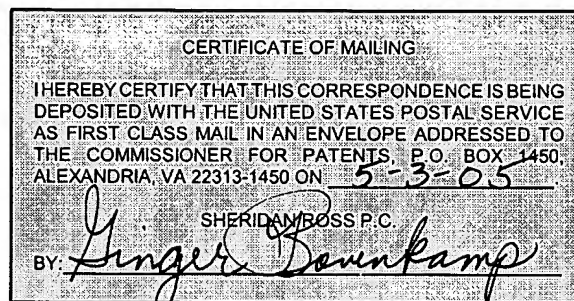 CERTIFICATE OF MAILING
I HEREBY CERTIFY THAT THIS CORRESPONDENCE IS BEING
DEPOSITED WITH THE UNITED STATES POSTAL SERVICE
AS FIRST CLASS MAIL IN AN ENVELOPE ADDRESSED TO
THE COMMISSIONER FOR PATENTS, P.O. BOX 1450,
ALEXANDRIA, VA 22313-1450 ON 5-3-05.
SHERIDAN ROSS P.C.
BY: Ginger Bovenkamp